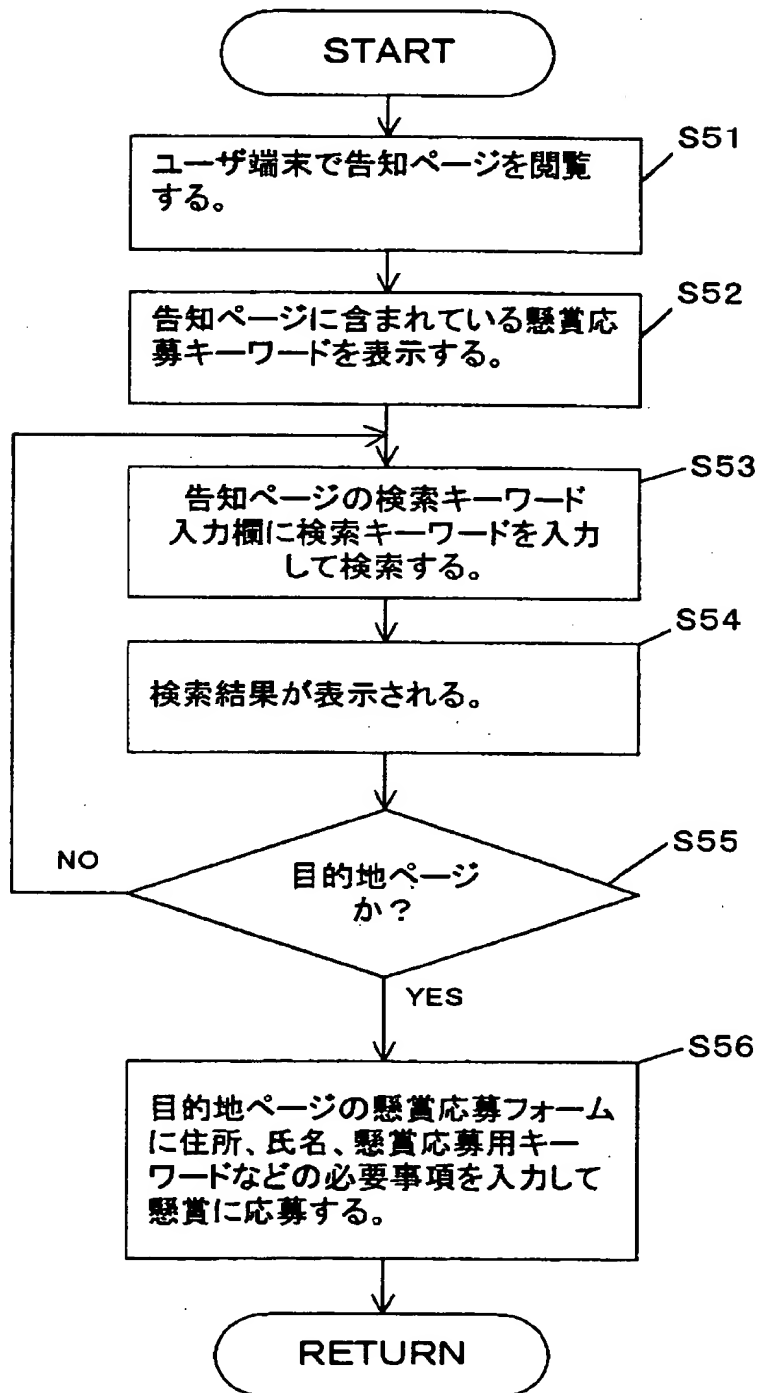 START
S51
ユーザ端末で告知ページを閲覧
する。
S52
告知ページに含まれている懸賞応
募キーワードを表示する。
S53
告知ページの検索キーワード
入力欄に検索キーワードを入力
して検索する。
S54
検索結果が表示される。
S55
目的地ページ
か？
NO
YES
S56
目的地ページの懸賞応募フォーム
に住所、氏名、懸賞応募用キー
ワードなどの必要事項を入力して
懸賞に応募する。
RETURN